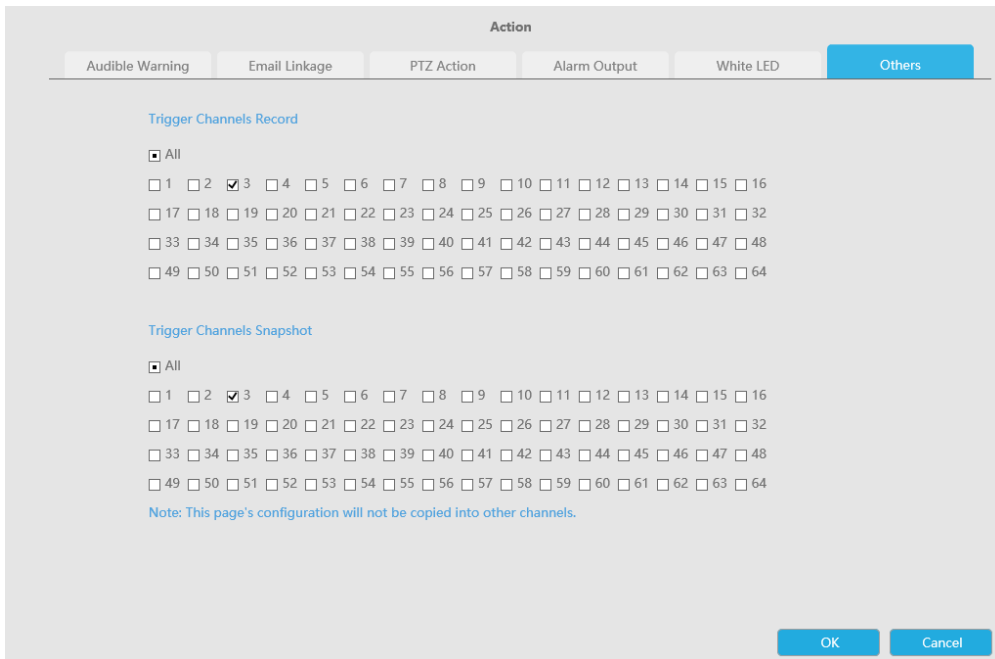 Action
Audible Warning Email Linkage PTZ Action Alarm Output White LED Others
Trigger Channels Record
All
1 2 3 4 5 6 7 8 9 10 11 12 13 14 15 16
17 18 19 20 21 22 23 24 25 26 27 28 29 30 31 32
33 34 35 36 37 38 39 40 41 42 43 44 45 46 47 48
49 50 51 52 53 54 55 56 57 58 59 60 61 62 63 64
Trigger Channels Snapshot
All
1 2 3 4 5 6 7 8 9 10 11 12 13 14 15 16
17 18 19 20 21 22 23 24 25 26 27 28 29 30 31 32
33 34 35 36 37 38 39 40 41 42 43 44 45 46 47 48
49 50 51 52 53 54 55 56 57 58 59 60 61 62 63 64
Note: This page's configuration will not be copied into other channels.
OK Cancel